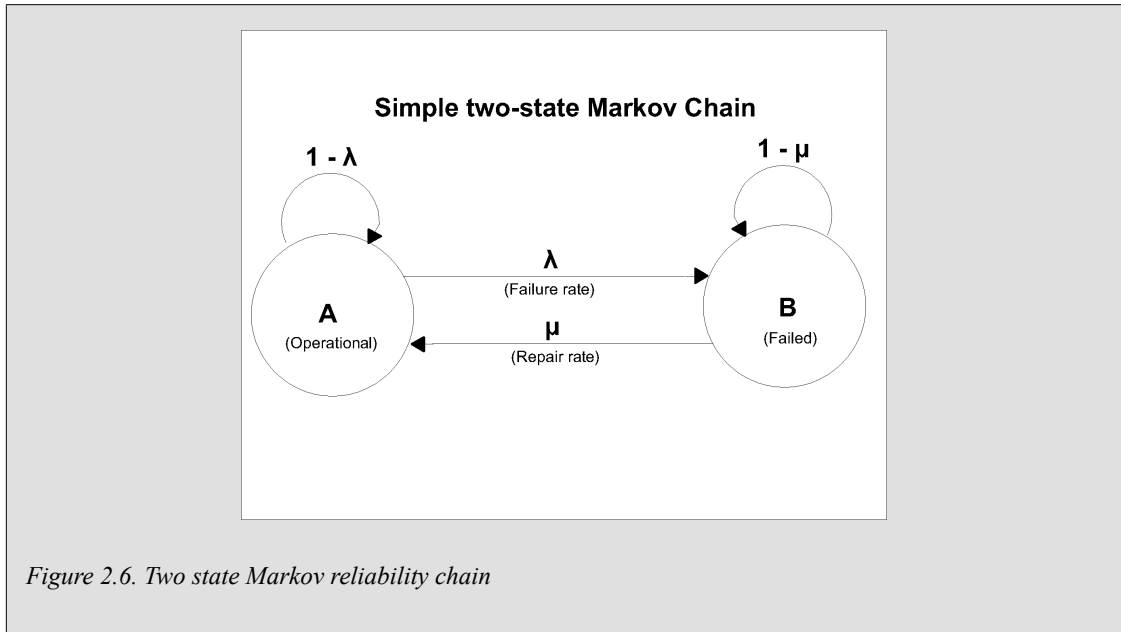 Simple two-state Markov Chain
1 - λ
1 - μ
λ
(Failure rate)
A
(Operational)
B
(Failed)
μ
(Repair rate)
Figure 2.6. Two state Markov reliability chain